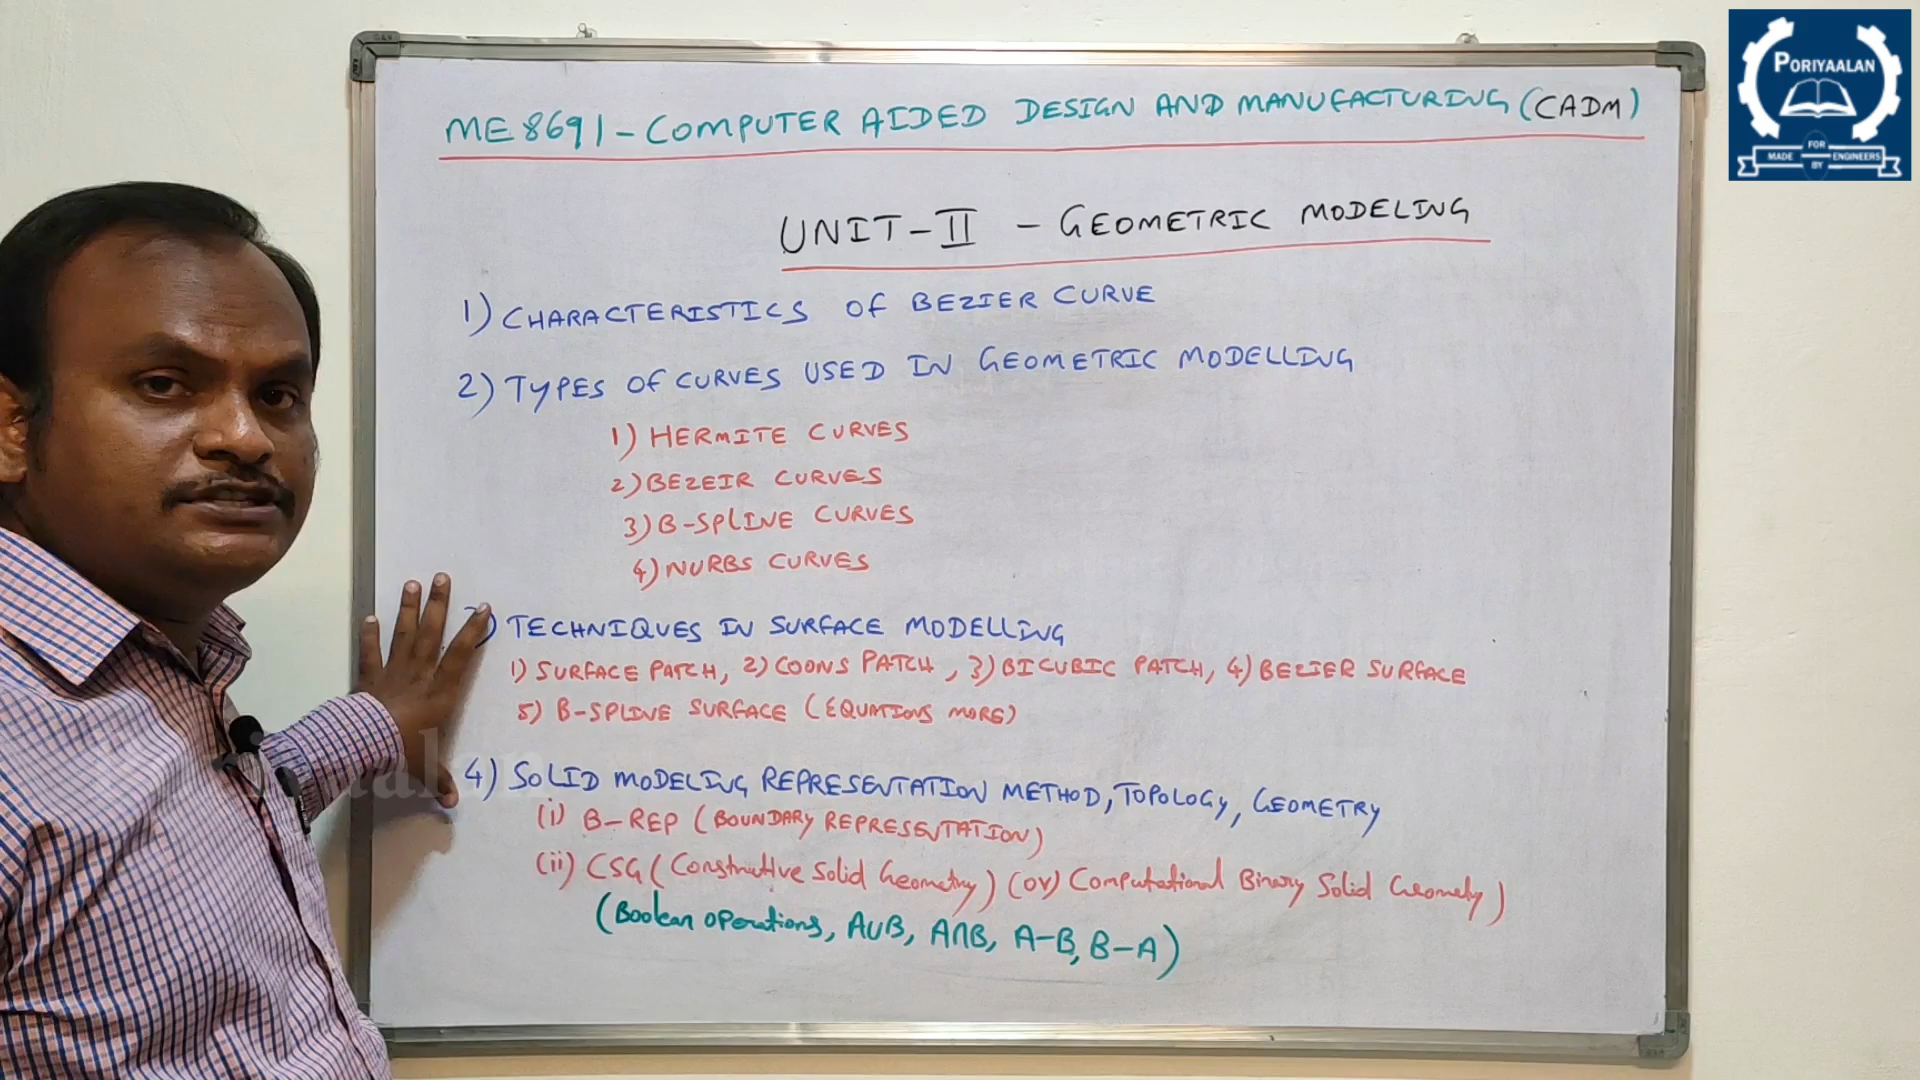 PORIYAALAN
FOR
MADE ENGINEERS
BY
ME8691 - COMPUTER AIDED DESIGN AND MANUFACTURING (CADM)
UNIT-II - GEOMETRIC MODELING
1) CHARACTERISTICS OF BEZIER CURVE
2) TYPES OF CURVES USED IN GEOMETRIC MODELLING
1) HERMITE CURVES
2) BEZEIR CURVES
3) B-SPLINE CURVES
4) NURBS CURVES
) TECHNIQUES IN SURFACE MODELLING
1) SURFACE PATCH, 2) COONS PATCH, 3) BICUBIC PATCH, 4) BEZIER SURFACE
5) B-SPLINE SURFACE (EQUATIONS MORE)
4) SOLID MODELING REPRESENTATION METHOD, TOPOLOGY, GEOMETRY
(i) B-REP (BOUNDARY REPRESENTATION)
(ii) CSG (Constructive Solid Geometry) (or) Computational Binary Solid Geometry)
(Boolean operations, A∪B, A∩B, A-B, B-A)